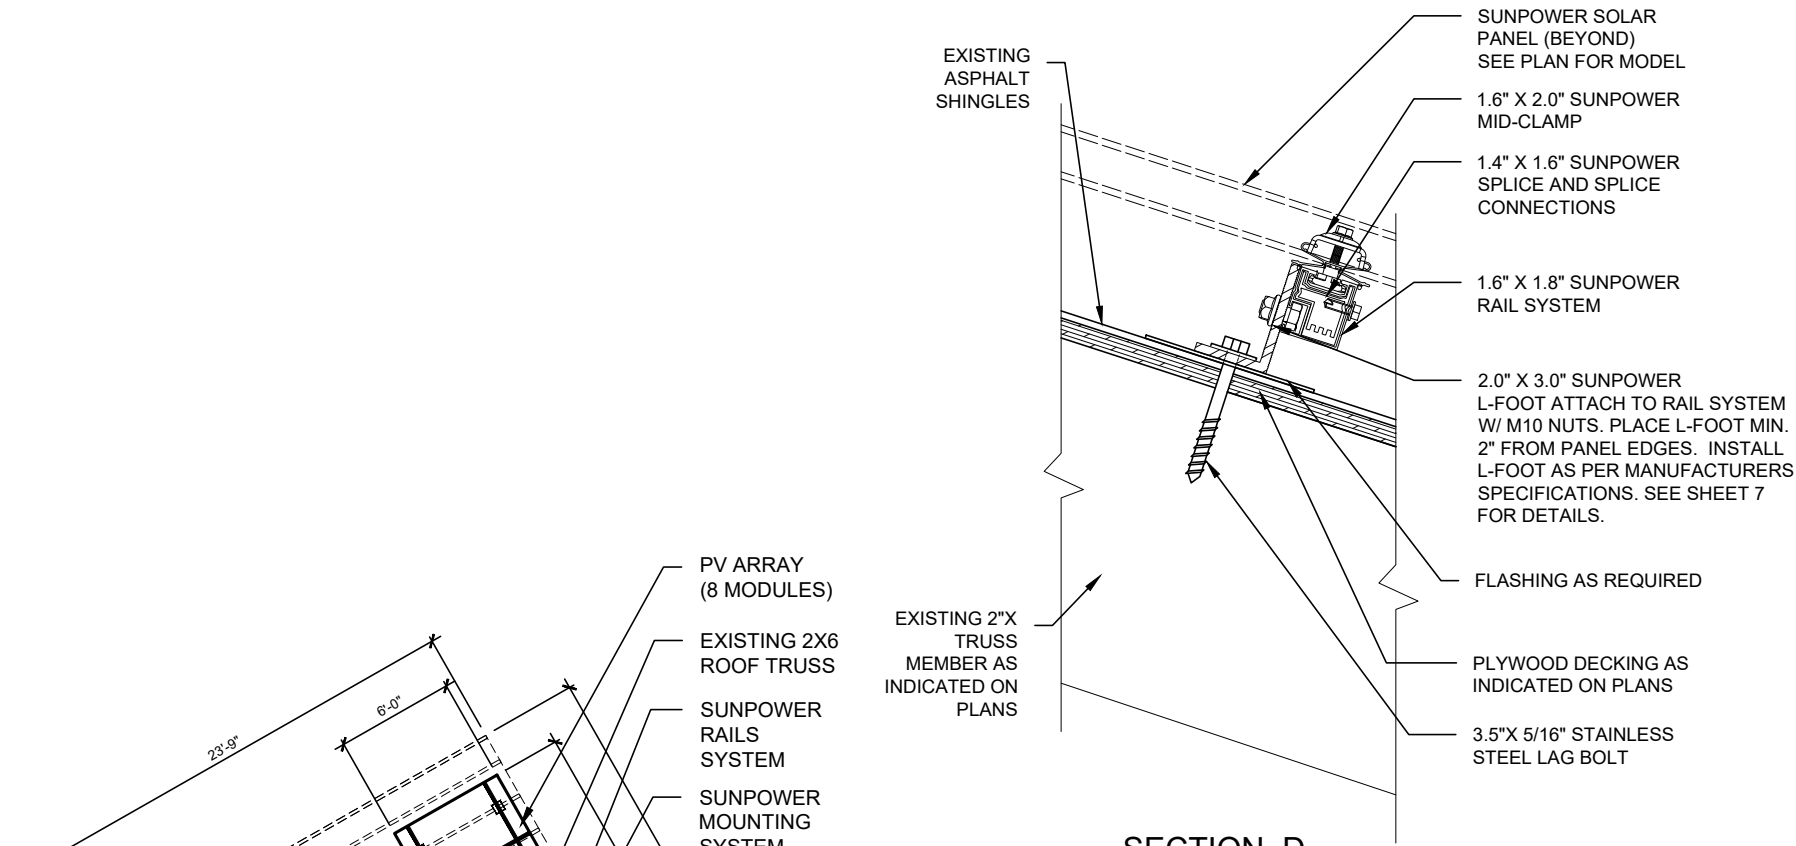 EXISTING
ASPHALT
SHINGLES
SUNPOWER SOLAR
PANEL (BEYOND)
SEE PLAN FOR MODEL
1.6" X 2.0" SUNPOWER
MID-CLAMP
1.4" X 1.6" SUNPOWER
SPLICE AND SPLICE
CONNECTIONS
1.6" X 1.8" SUNPOWER
RAIL SYSTEM
2.0" X 3.0" SUNPOWER
L-FOOT ATTACH TO RAIL SYSTEM
W/ M10 NUTS. PLACE L-FOOT MIN.
2" FROM PANEL EDGES. INSTALL
L-FOOT AS PER MANUFACTURERS
SPECIFICATIONS. SEE SHEET 7
FOR DETAILS.
FLASHING AS REQUIRED
PLYWOOD DECKING AS
INDICATED ON PLANS
3.5"X 5/16" STAINLESS
STEEL LAG BOLT
EXISTING 2"X
TRUSS
MEMBER AS
INDICATED ON
PLANS
PV ARRAY
(8 MODULES)
EXISTING 2X6
ROOF TRUSS
SUNPOWER
RAILS
SYSTEM
SUNPOWER
MOUNTING
SYSTEM
6'-0"
23'-9"
SECTION D